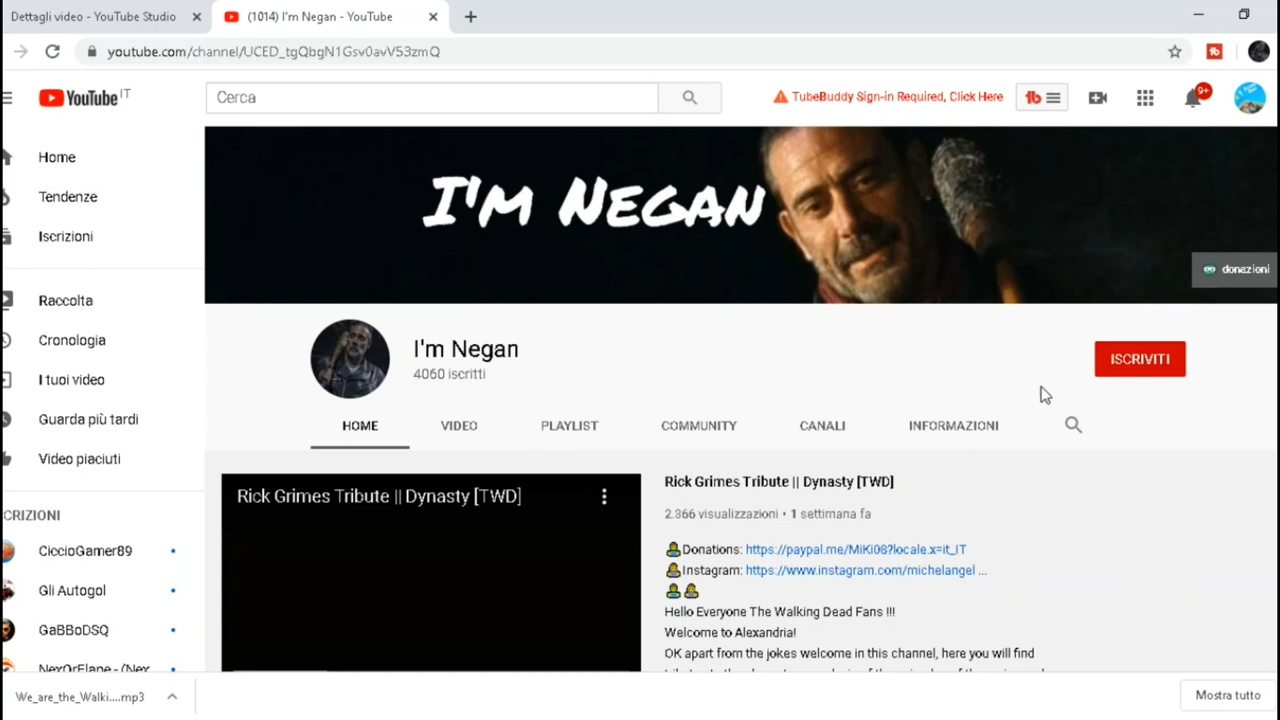 Dettagli video - YouTube Studio
(1014) I'm Negan - YouTube
youtube.com/channel/UCED_tgQbgN1Gsv0avV53zmQ
YouTube IT
Cerca
TubeBuddy Sign-in Required, Click Here
tb
9+
Home
Tendenze
Iscrizioni
Raccolta
Cronologia
I tuoi video
Guarda più tardi
Video piaciuti
CRIZIONI
CiccioGamer89
Gli Autogol
GaBBoDSQ
I'm Negan
donazioni
I'm Negan
4060 iscritti
ISCRIVITI
HOME VIDEO PLAYLIST COMMUNITY CANALI INFORMAZIONI
Rick Grimes Tribute || Dynasty [TWD]
Rick Grimes Tribute || Dynasty [TWD]
2.366 visualizzazioni • 1 settimana fa
Donations: https://paypal.me/MiKi06?locale.x=it_IT
Instagram: https://www.instagram.com/michelangel ...
Hello Everyone The Walking Dead Fans !!!
Welcome to Alexandria!
OK apart from the jokes welcome in this channel, here you will find
We_are_the_Walki....mp3
Mostra tutto